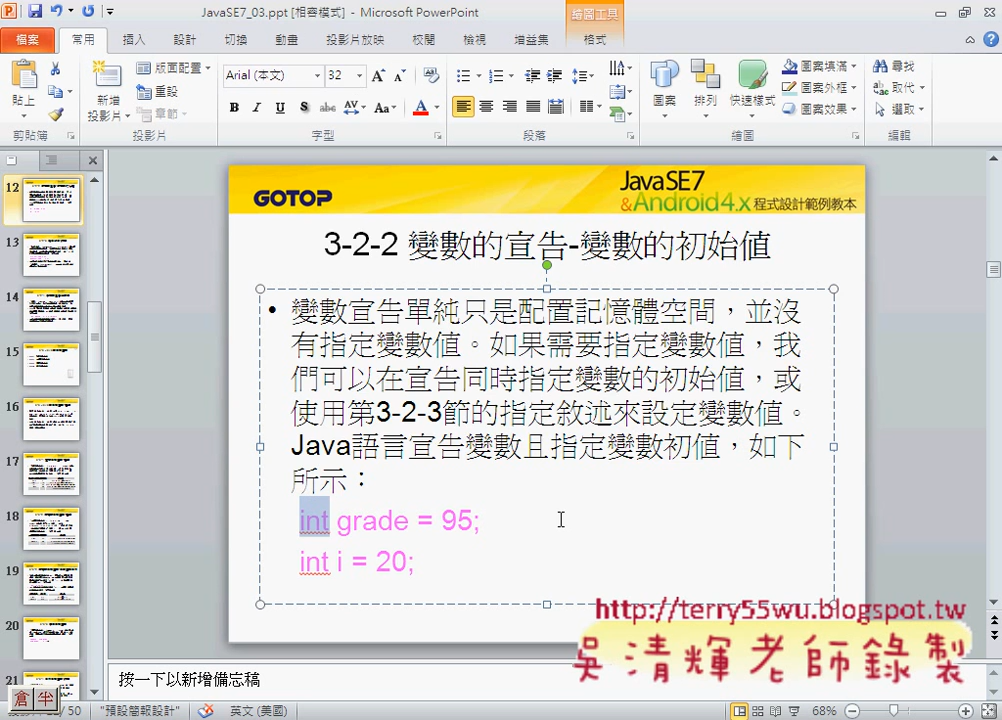 JavaSE7_03.ppt [相容模式] - Microsoft PowerPoint
繪圖工具
檔案 常用 插入 設計 切換 動畫 投影片放映 校閱 檢視 增益集 格式
貼上
剪貼簿
新增
投影片
版面配置
重設
章節
投影片
Arial (本文) 32
字型
段落
圖案 排列 快速樣式
圖案填滿
圖案外框
圖案效果
繪圖
尋找
取代
選取
編輯
12
13
14
15
16
17
18
19
20
21
GOTOP
JavaSE7
&Android4.x 程式設計範例教本
3-2-2 變數的宣告-變數的初始值
• 變數宣告單純只是配置記憶體空間，並沒
有指定變數值。如果需要指定變數值，我
們可以在宣告同時指定變數的初始值，或
使用第3-2-3節的指定敘述來設定變數值。
Java語言宣告變數且指定變數初值，如下
所示：
int grade = 95;
int i = 20;
http://terry55wu.blogspot.tw
吳清輝老師錄製
按一下以新增備忘稿
倉 半
/ 50 "預設簡報設計" 英文 (美國) 68%